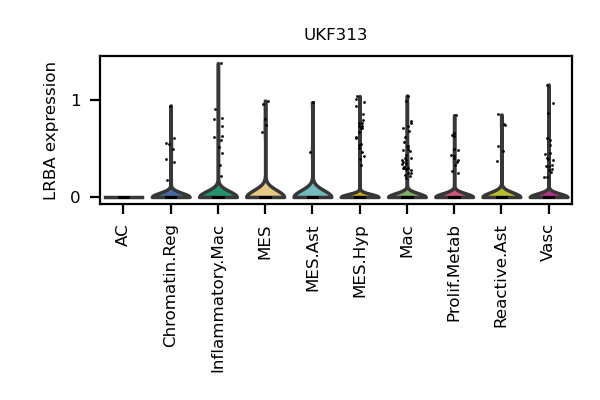 UKF313
LRBA expression
1
0
AC
Chromatin.Reg
Inflammatory.Mac
MES
MES.Ast
MES.Hyp
Mac
Prolif.Metab
Reactive.Ast
Vasc